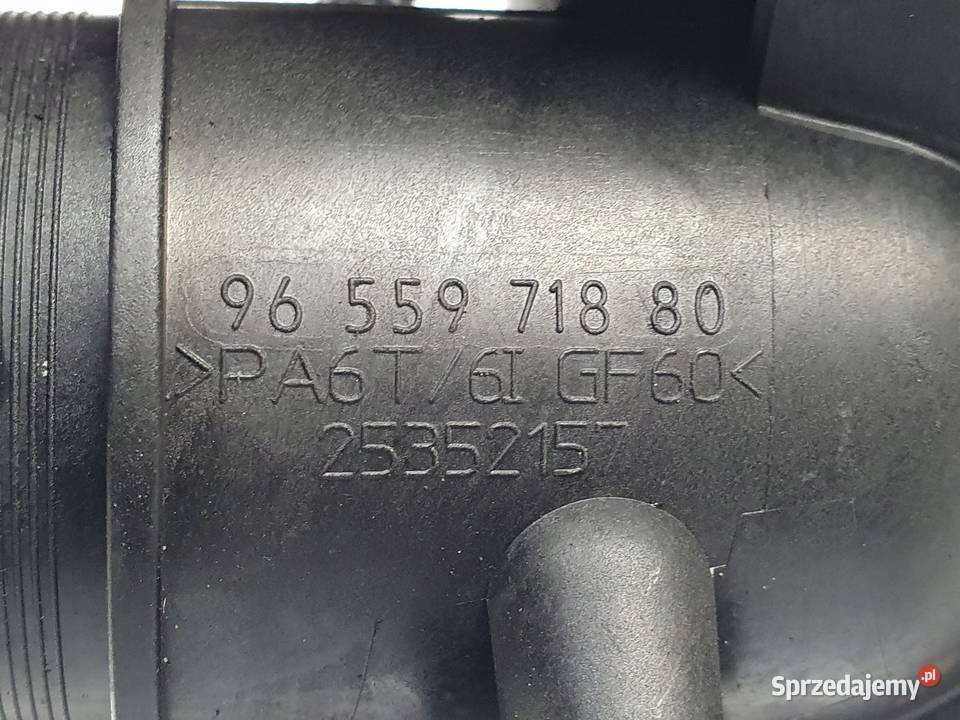 96 559 718 80
>PA6T/6I GF60<
25352157
Sprzedajemy.pl